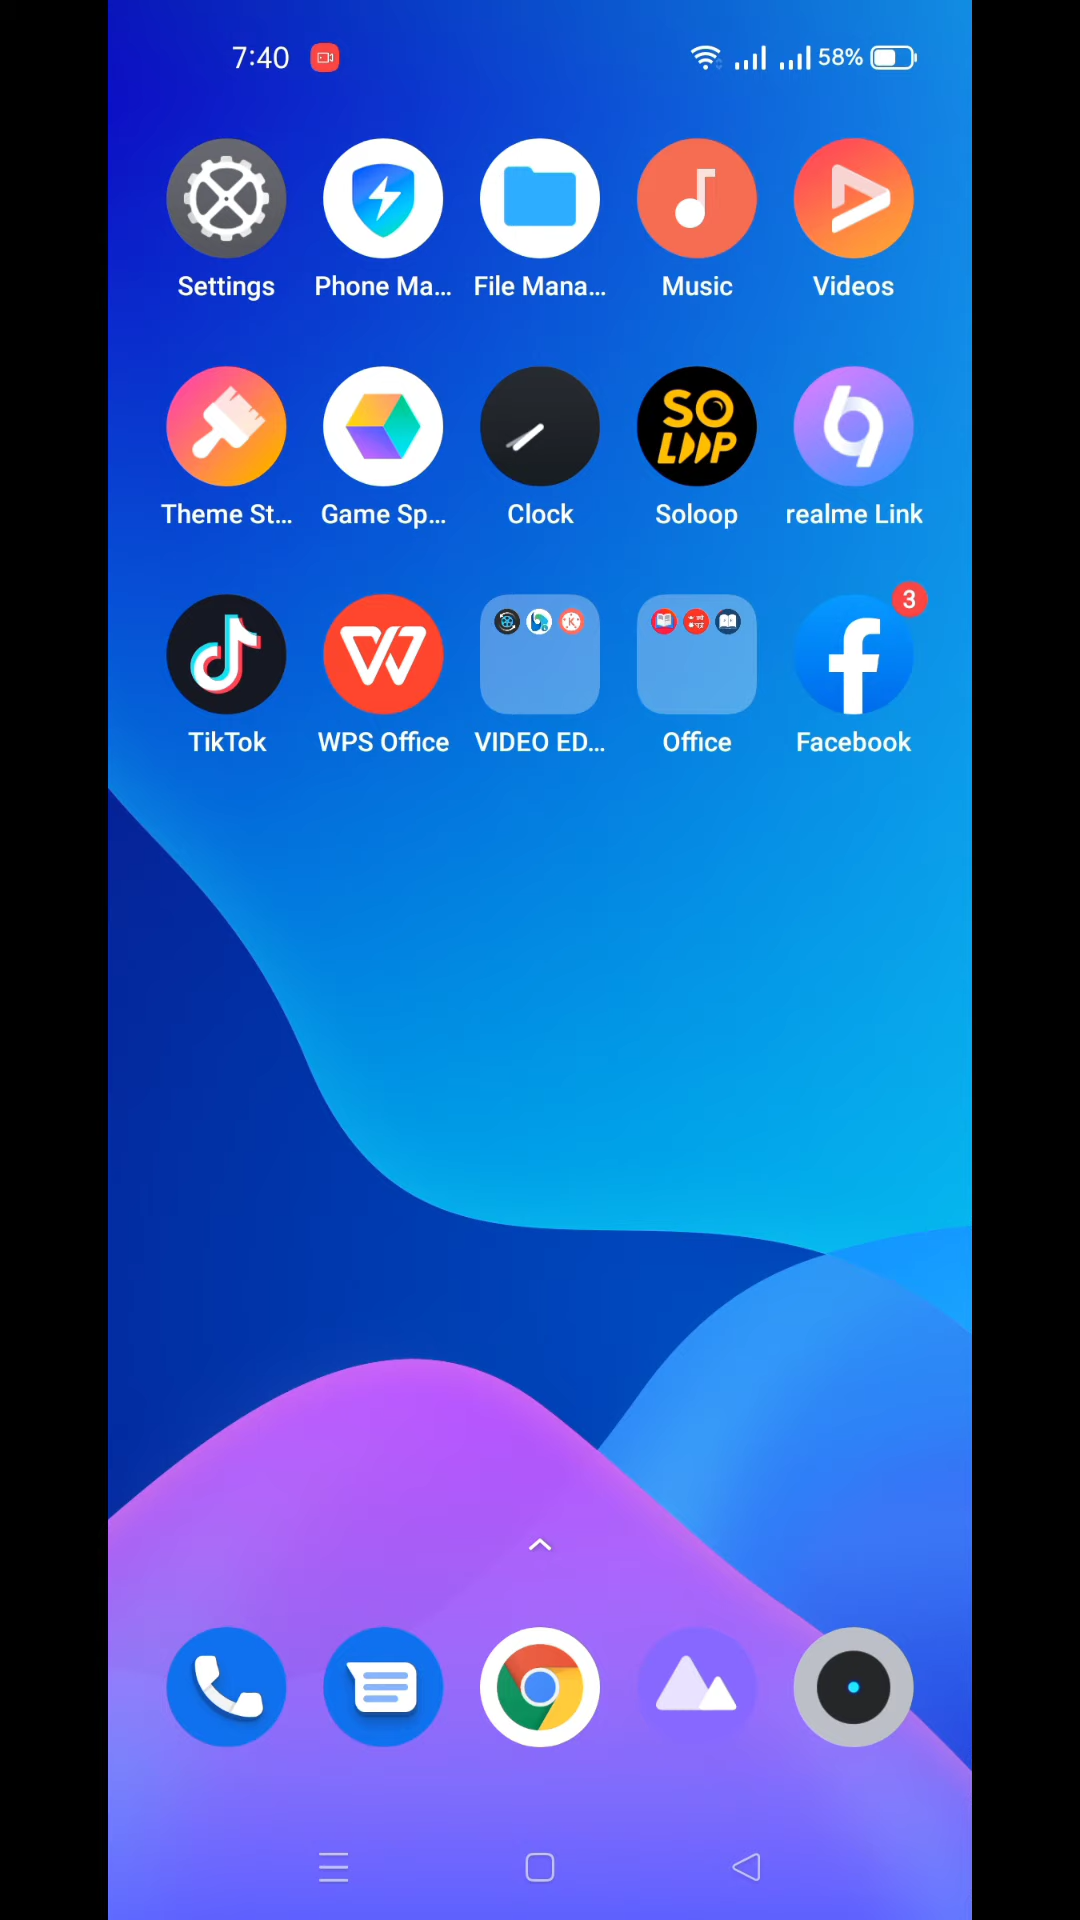 7:40 58%
Settings Phone Ma... File Mana... Music Videos
SO
LOOP
Theme St... Game Sp... Clock Soloop realme Link
3
TikTok WPS Office VIDEO ED... Office Facebook